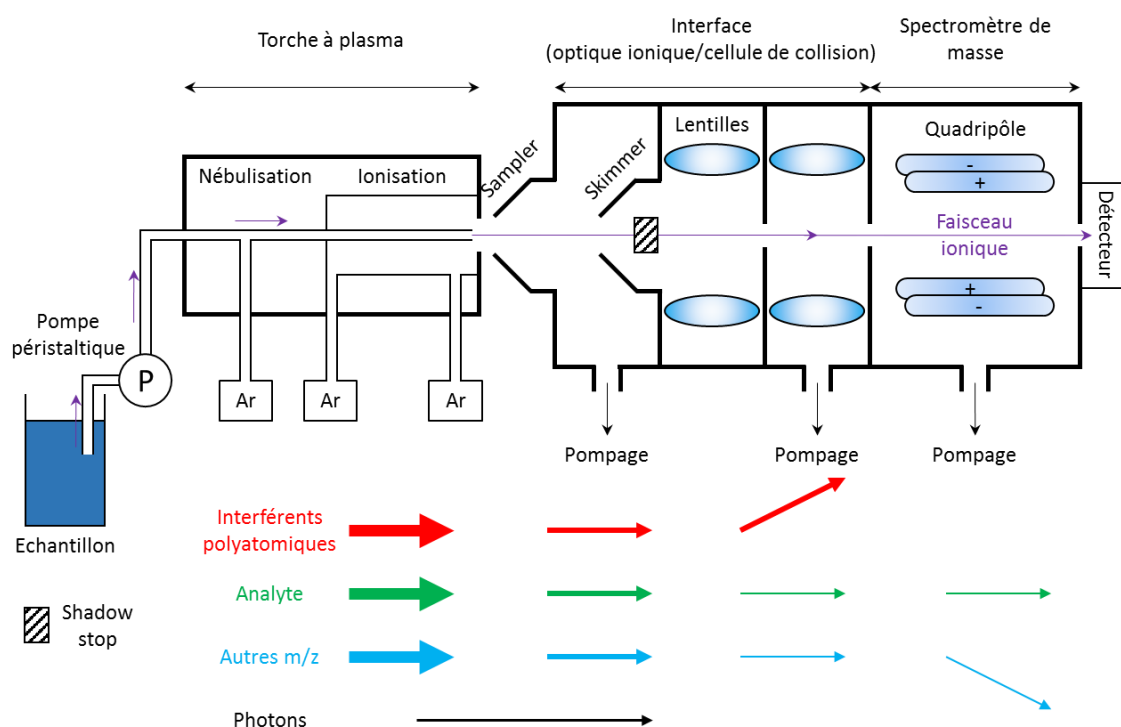 Torche à plasma
Interface
(optique ionique/cellule de collision)
Spectromètre de
masse
Nébulisation
Ionisation
Sampler
Skimmer
Lentilles
Quadripôle
-
+
Faisceau
ionique
+
-
Détecteur
Pompe
péristaltique
P
Ar
Ar
Ar
Echantillon
Pompage
Pompage
Pompage
Interférents
polyatomiques
Analyte
Shadow
stop
Autres m/z
Photons